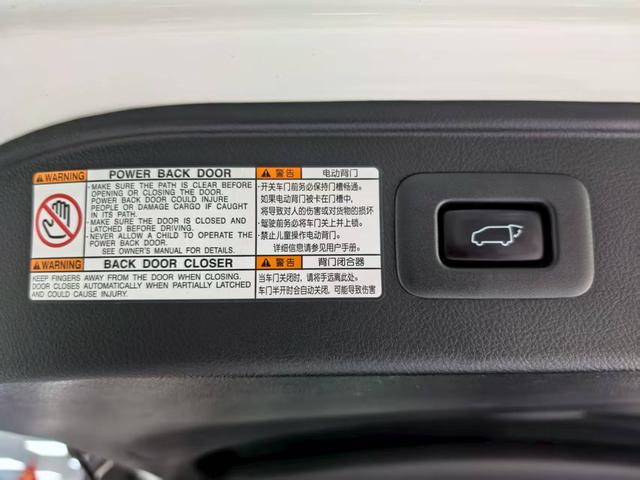 WARNING POWER BACK DOOR
- MAKE SURE THE PATH IS CLEAR BEFORE
OPENING OR CLOSING THE DOOR.
POWER BACK DOOR COULD INJURE
PEOPLE OR DAMAGE CARGO IF CAUGHT
IN ITS PATH.
- MAKE SURE THE DOOR IS CLOSED AND
LATCHED BEFORE DRIVING.
- NEVER ALLOW A CHILD TO OPERATE THE
POWER BACK DOOR.
SEE OWNER'S MANUAL FOR DETAILS.
警告 电动背门
·开关车门前务必保持门槽畅通。
如果电动背门被卡在门槽中,
将导致对人的伤害或对货物的损坏
·驾驶前务必将车门关上并上锁。
·禁止儿童操作电动背门。
详细信息请参见用户手册.
WARNING BACK DOOR CLOSER
KEEP FINGERS AWAY FROM THE DOOR WHEN CLOSING.
DOOR CLOSES AUTOMATICALLY WHEN PARTIALLY LATCHED
AND COULD CAUSE INJURY.
警告 背门闭合器
当车门关闭时,请将手远离此处。
车门半开时会自动关闭,可能导致伤害